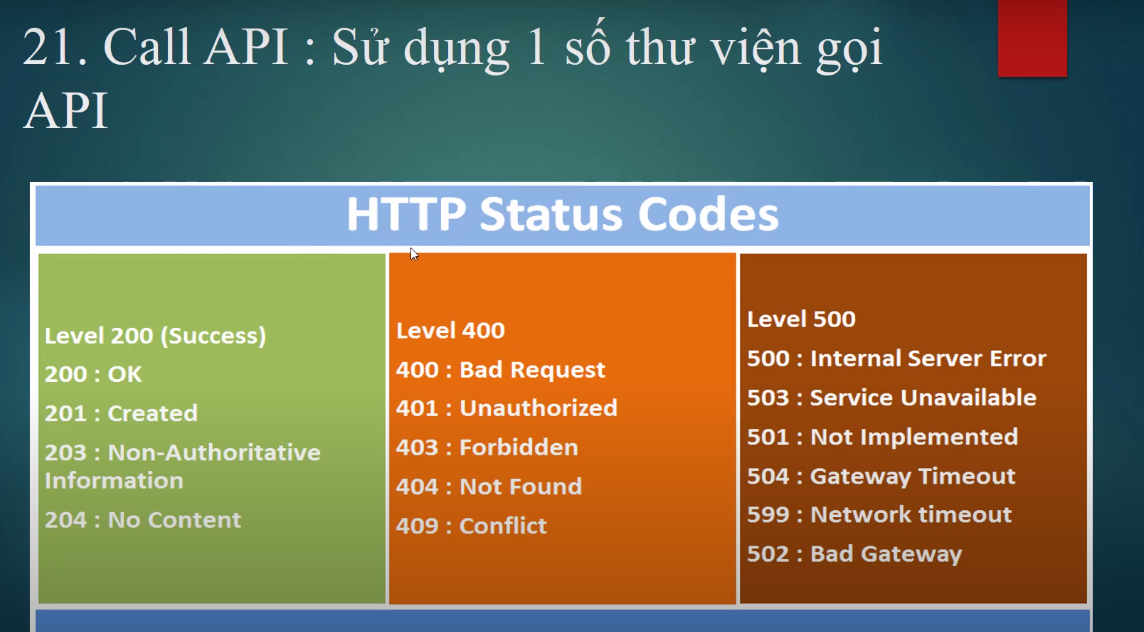 21. Call API : Sử dụng 1 số thư viện gọi
API
HTTP Status Codes
Level 200 (Success)
200 : OK
201 : Created
203 : Non-Authoritative
Information
204 : No Content
Level 400
400 : Bad Request
401 : Unauthorized
403 : Forbidden
404 : Not Found
409 : Conflict
Level 500
500 : Internal Server Error
503 : Service Unavailable
501 : Not Implemented
504 : Gateway Timeout
599 : Network timeout
502 : Bad Gateway